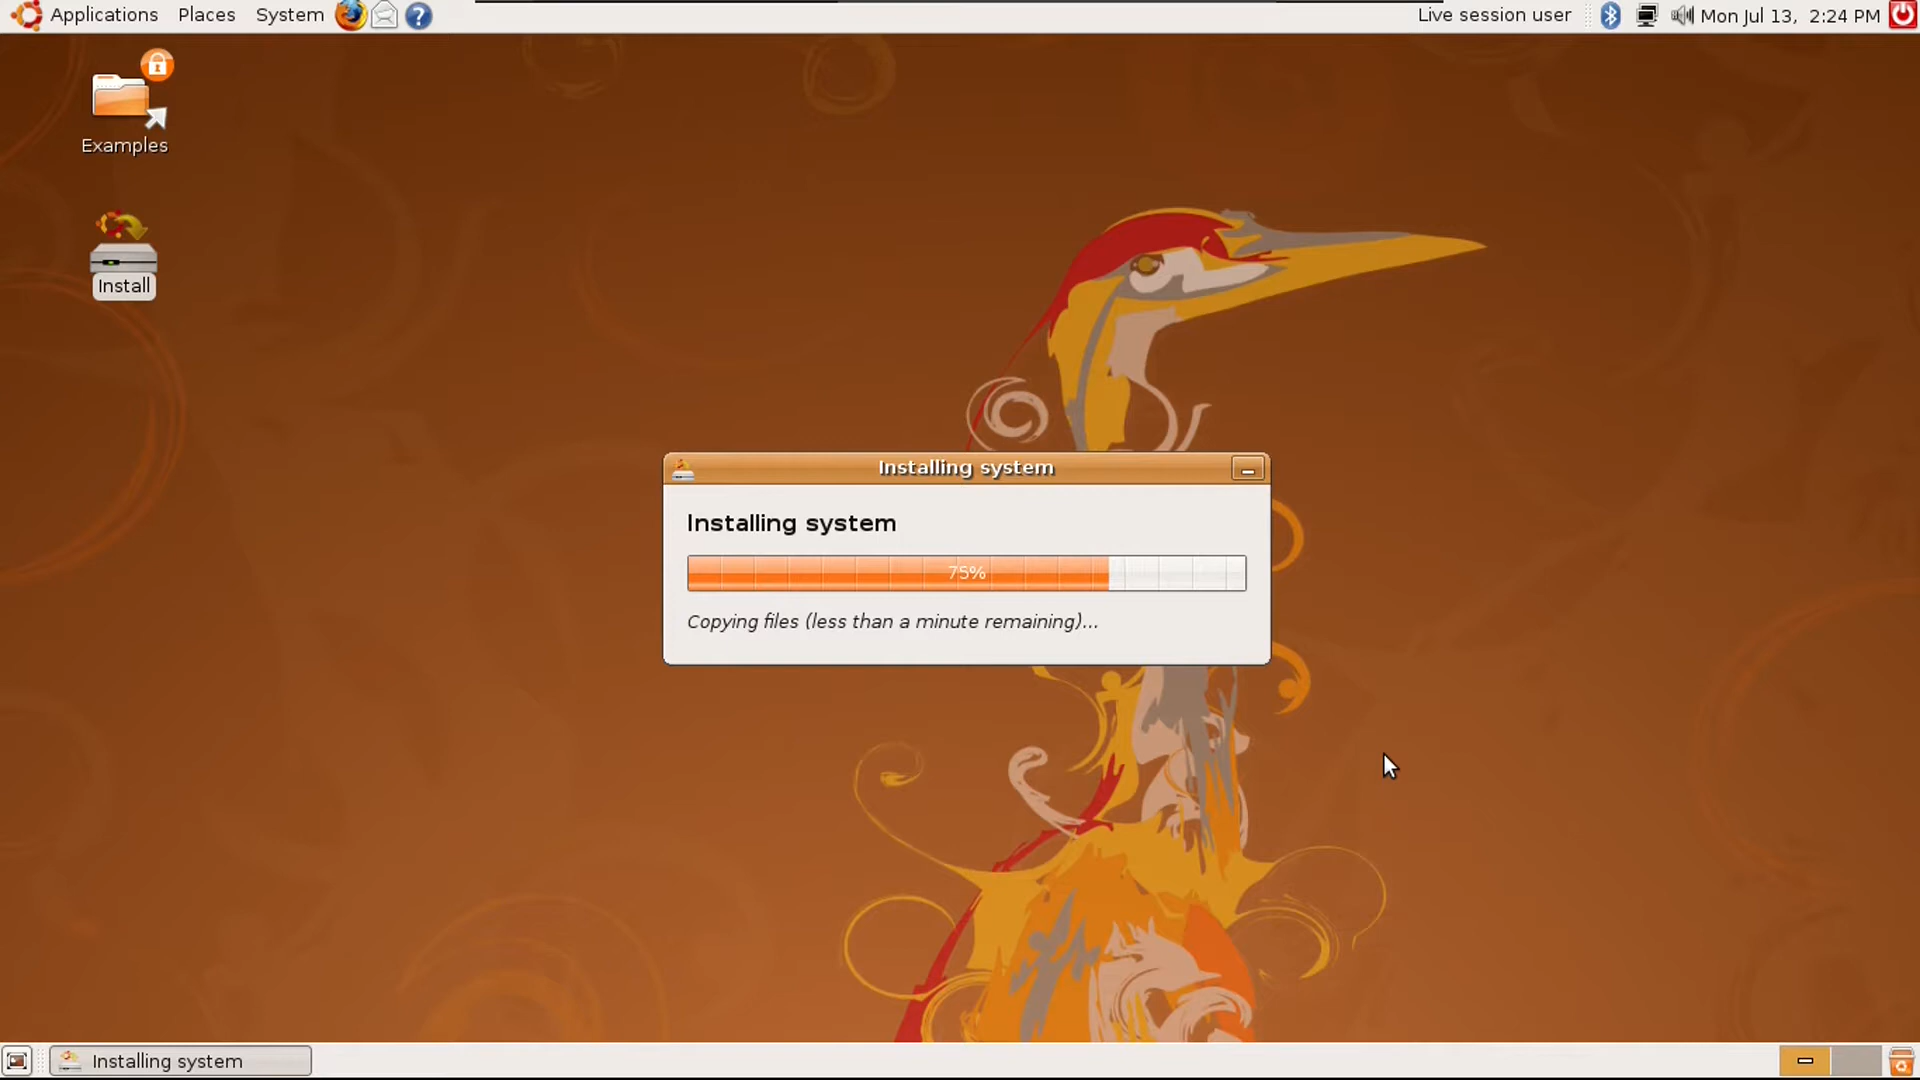 Applications Places System Live session user Mon Jul 13, 2:24 PM
Examples
Install
Installing system
Installing system
75%
Copying files (less than a minute remaining)...
Installing system